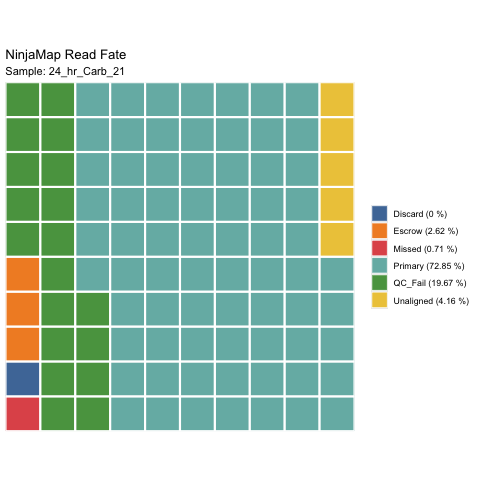 NinjaMap Read Fate
Sample: 24_hr_Carb_21
Discard (0 %)
Escrow (2.62 %)
Missed (0.71 %)
Primary (72.85 %)
QC_Fail (19.67 %)
Unaligned (4.16 %)